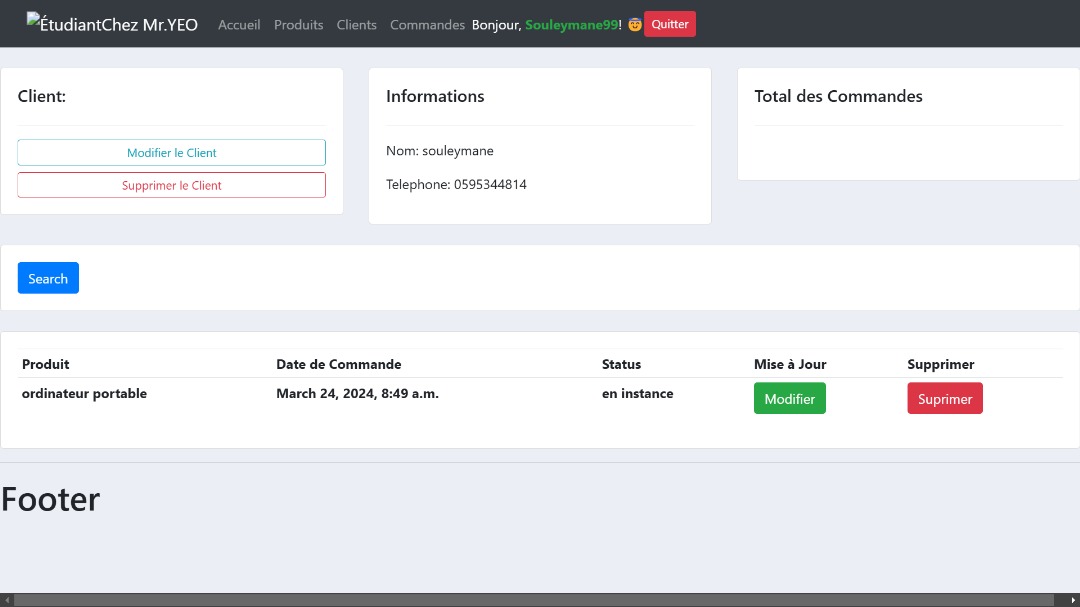 ÉtudiantChez Mr.YEO Accueil Produits Clients Commandes Bonjour, Souleymane99! 😇 Quitter
Client:
Modifier le Client
Supprimer le Client
Informations
Nom: souleymane
Telephone: 0595344814
Total des Commandes
Search
Produit Date de Commande Status Mise à Jour Supprimer
ordinateur portable March 24, 2024, 8:49 a.m. en instance Modifier Suprimer
Footer